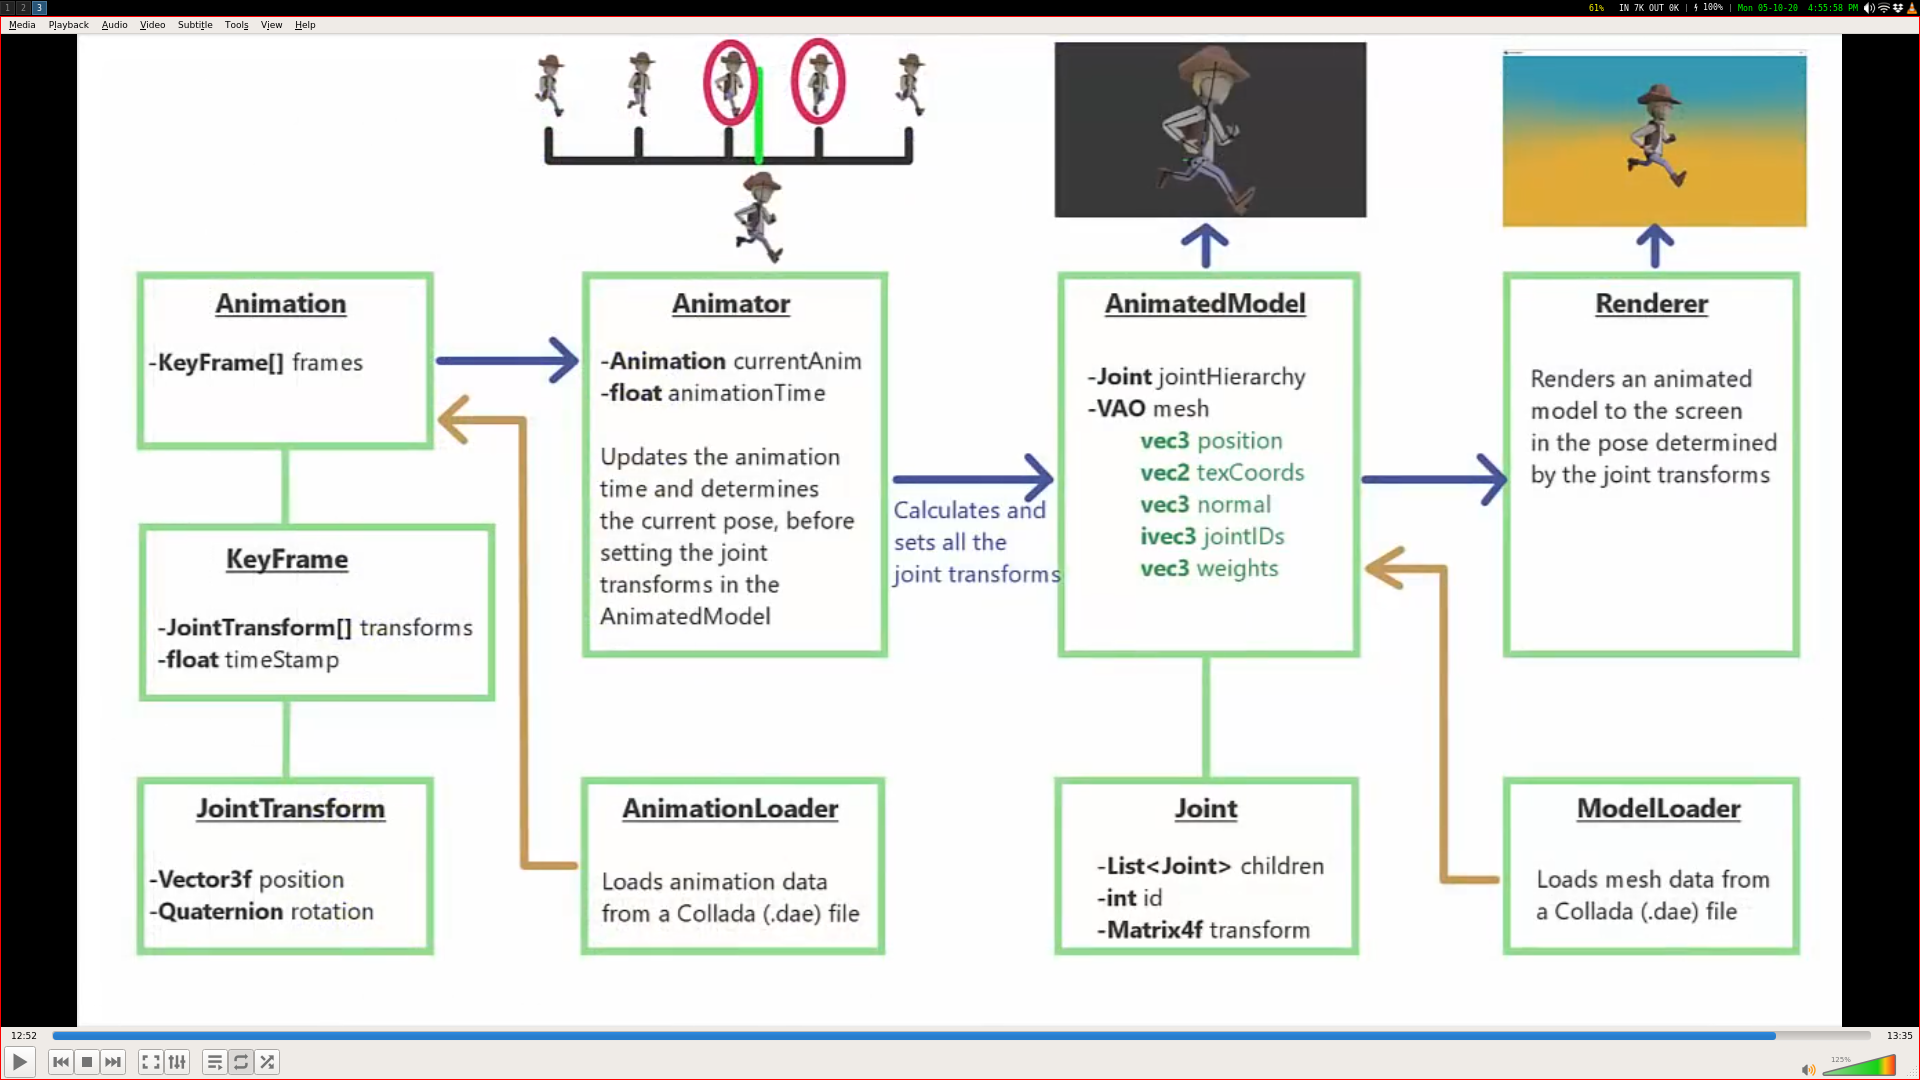 1 2 3
61% IN 7K OUT 0K | 100% | Mon 05-10-20 4:55:58 PM
Media Playback Audio Video Subtitle Tools View Help
Animation
-KeyFrame[] frames
Animator
-Animation currentAnim
-float animationTime
Updates the animation
time and determines
the current pose, before
setting the joint
transforms in the
AnimatedModel
Calculates and
sets all the
joint transforms
AnimatedModel
-Joint jointHierarchy
-VAO mesh
vec3 position
vec2 texCoords
vec3 normal
ivec3 jointIDs
vec3 weights
Renderer
Renders an animated
model to the screen
in the pose determined
by the joint transforms
KeyFrame
-JointTransform[] transforms
-float timeStamp
JointTransform
-Vector3f position
-Quaternion rotation
AnimationLoader
Loads animation data
from a Collada (.dae) file
Joint
-List<Joint> children
-int id
-Matrix4f transform
ModelLoader
Loads mesh data from
a Collada (.dae) file
12:52 13:35
125%